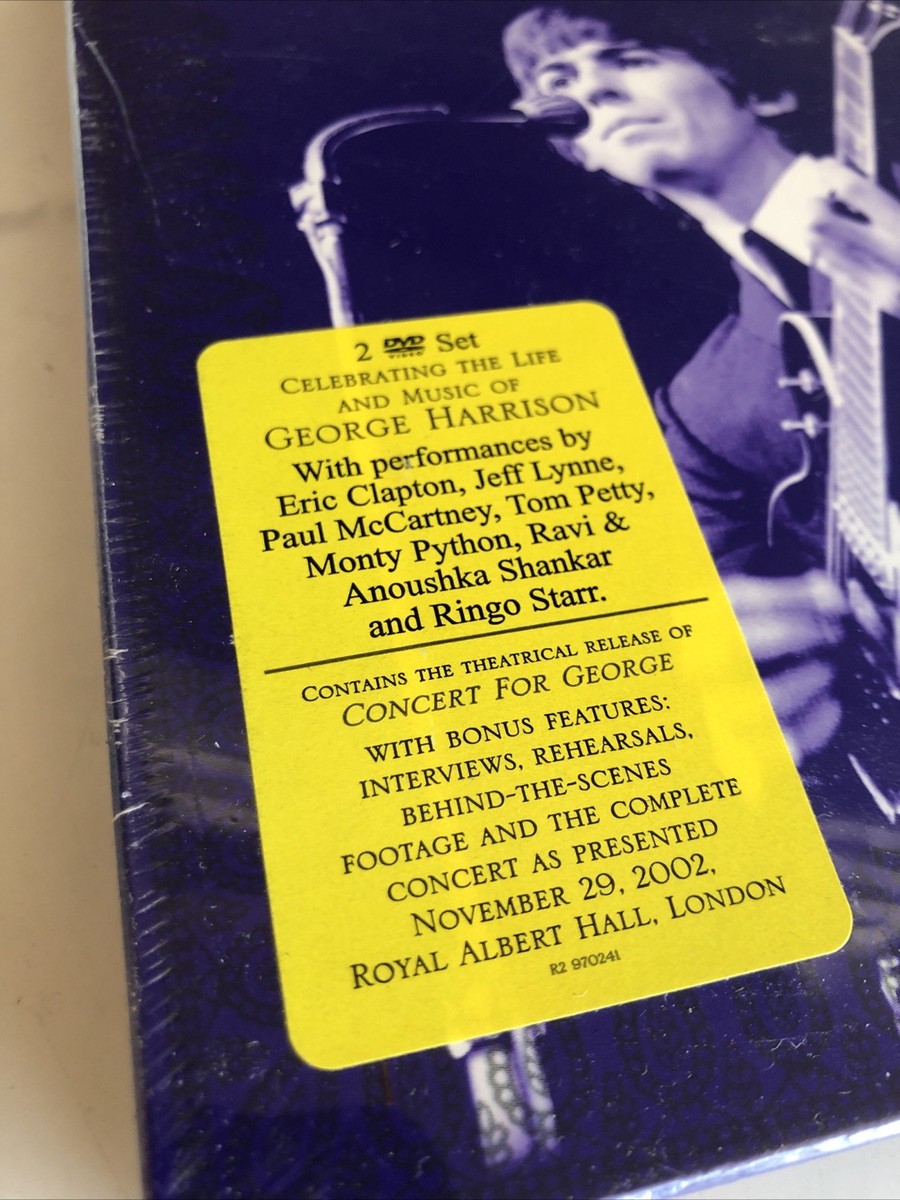 2 DVD VIDEO Set
CELEBRATING THE LIFE
AND MUSIC OF
GEORGE HARRISON
With performances by
Eric Clapton, Jeff Lynne,
Paul McCartney, Tom Petty,
Monty Python, Ravi &
Anoushka Shankar
and Ringo Starr.
CONTAINS THE THEATRICAL RELEASE OF
CONCERT FOR GEORGE
WITH BONUS FEATURES:
INTERVIEWS, REHEARSALS,
BEHIND-THE-SCENES
FOOTAGE AND THE COMPLETE
CONCERT AS PRESENTED
NOVEMBER 29, 2002,
ROYAL ALBERT HALL, LONDON
R2 970241